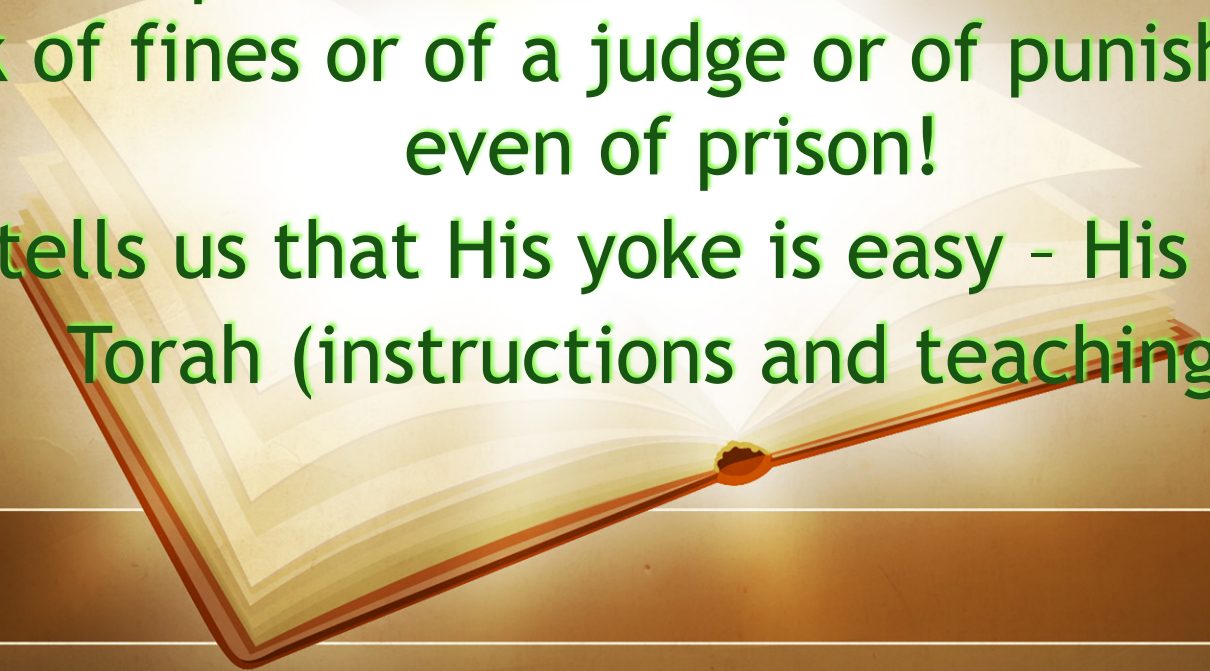 of fines or of a judge or of punish
even of prison!
tells us that His yoke is easy – His
Torah (instructions and teaching